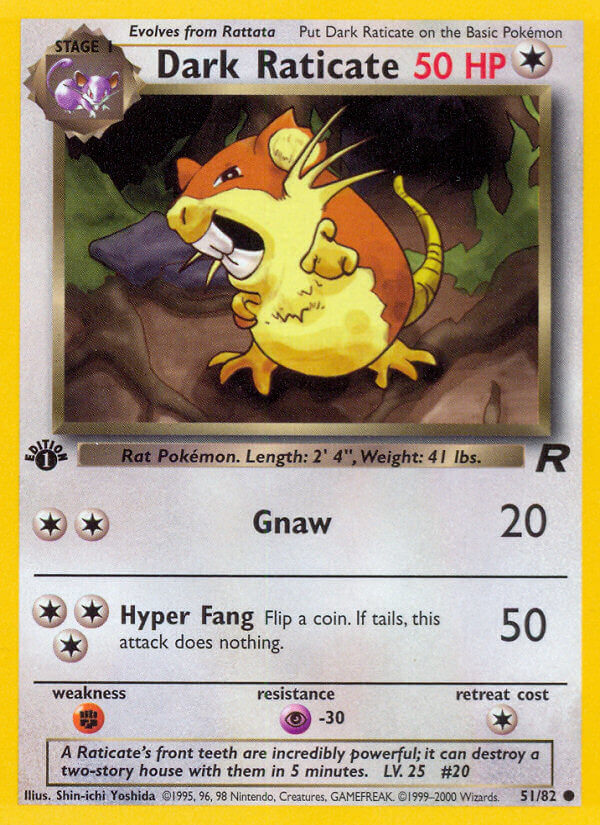 Evolves from Rattata Put Dark Raticate on the Basic Pokémon
STAGE 1
Dark Raticate 50 HP
EDITION
1
Rat Pokémon. Length: 2' 4", Weight: 41 lbs.
R
Gnaw 20
Hyper Fang Flip a coin. If tails, this
attack does nothing.
50
weakness resistance retreat cost
-30
A Raticate's front teeth are incredibly powerful; it can destroy a
two-story house with them in 5 minutes. LV. 25 #20
Illus. Shin-ichi Yoshida ©1995, 96, 98 Nintendo, Creatures, GAMEFREAK. ©1999-2000 Wizards. 51/82